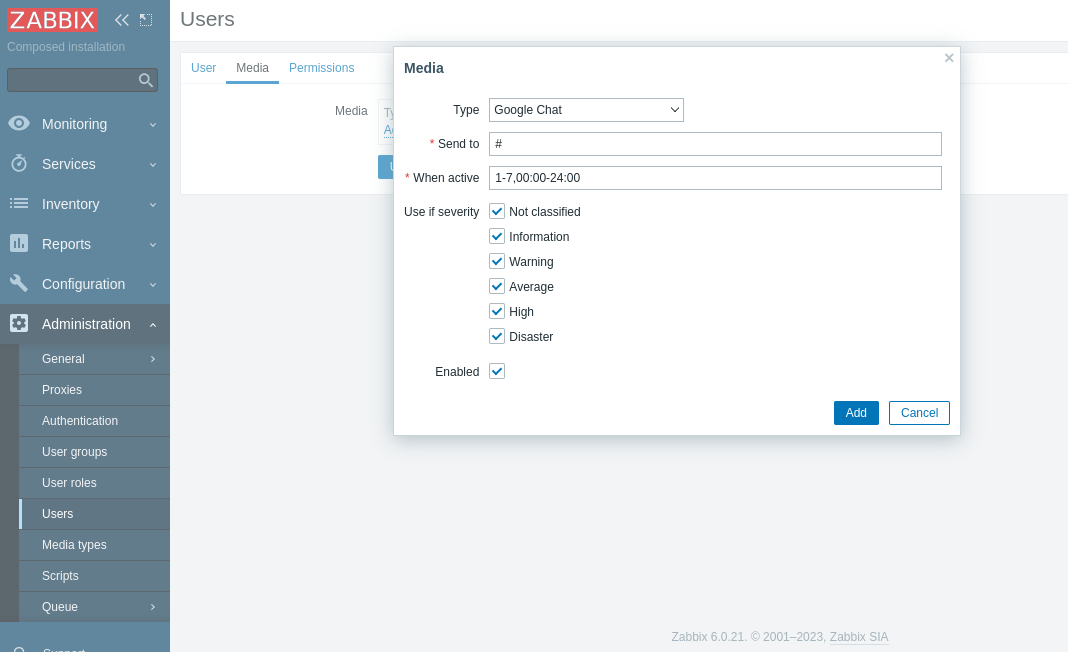 ZABBIX
Composed installation
Monitoring
Services
Inventory
Reports
Configuration
Administration
General
Proxies
Authentication
User groups
User roles
Users
Media types
Scripts
Queue
Support
Users
User Media Permissions
Media
Media
Type Google Chat
* Send to #
* When active 1-7,00:00-24:00
Use if severity Not classified
Information
Warning
Average
High
Disaster
Enabled
Add Cancel
Zabbix 6.0.21. © 2001–2023, Zabbix SIA